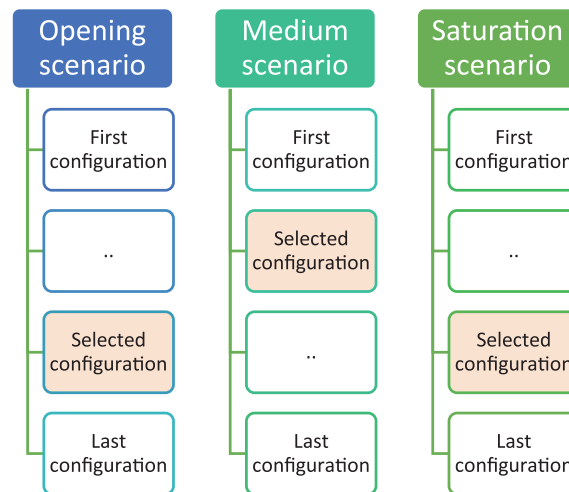 Opening
scenario
First
configuration
..
Selected
configuration
Last
configuration
Medium
scenario
First
configuration
Selected
configuration
..
Last
configuration
Saturation
scenario
First
configuration
..
Selected
configuration
Last
configuration